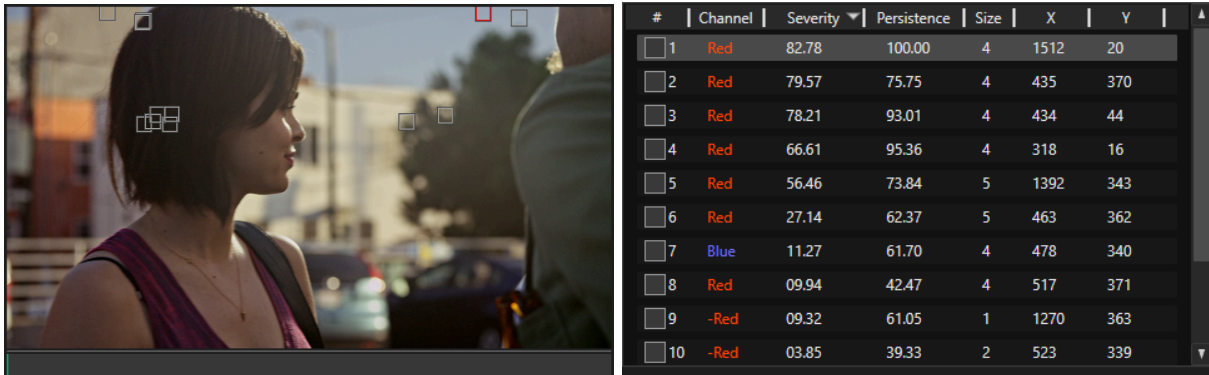 # Channel Severity Persistence Size X Y
1 Red 82.78 100.00 4 1512 20
2 Red 79.57 75.75 4 435 370
3 Red 78.21 93.01 4 434 44
4 Red 66.61 95.36 4 318 16
5 Red 56.46 73.84 5 1392 343
6 Red 27.14 62.37 5 463 362
7 Blue 11.27 61.70 4 478 340
8 Red 09.94 42.47 4 517 371
9 -Red 09.32 61.05 1 1270 363
10 -Red 03.85 39.33 2 523 339